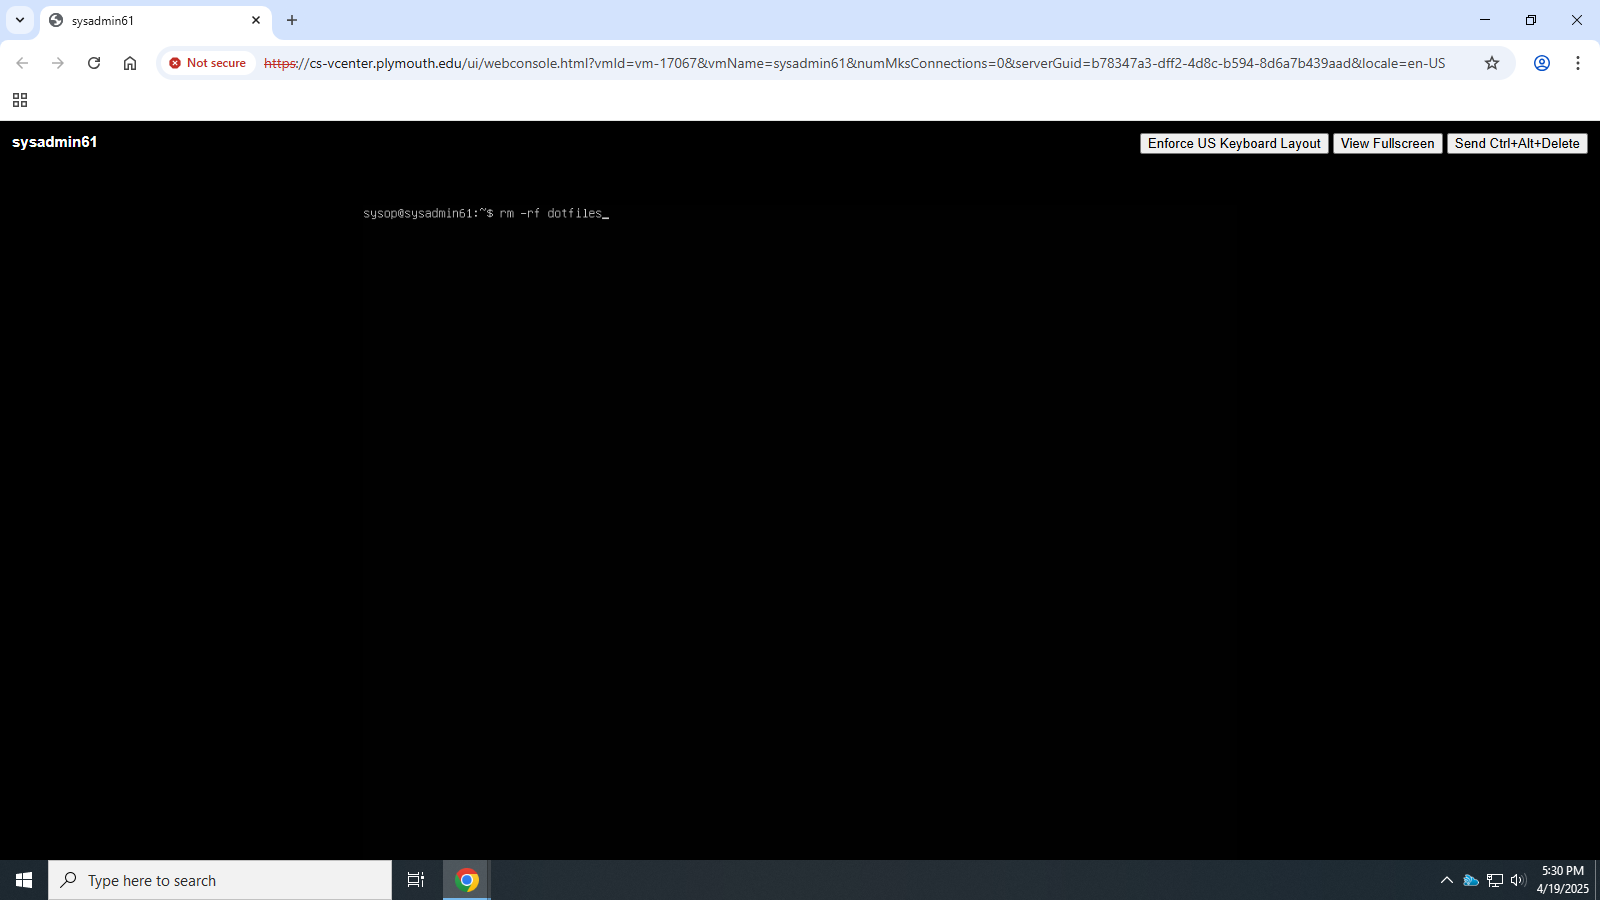 sysadmin61
Not secure
https://cs-vcenter.plymouth.edu/ui/webconsole.html?vmId=vm-17067&vmName=sysadmin61&numMksConnections=0&serverGuid=b78347a3-dff2-4d8c-b594-8d6a7b439aad&locale=en-US
sysadmin61
Enforce US Keyboard Layout
View Fullscreen
Send Ctrl+Alt+Delete
sysop@sysadmin61:~$ rm -rf dotfiles_
Type here to search
5:30 PM
4/19/2025